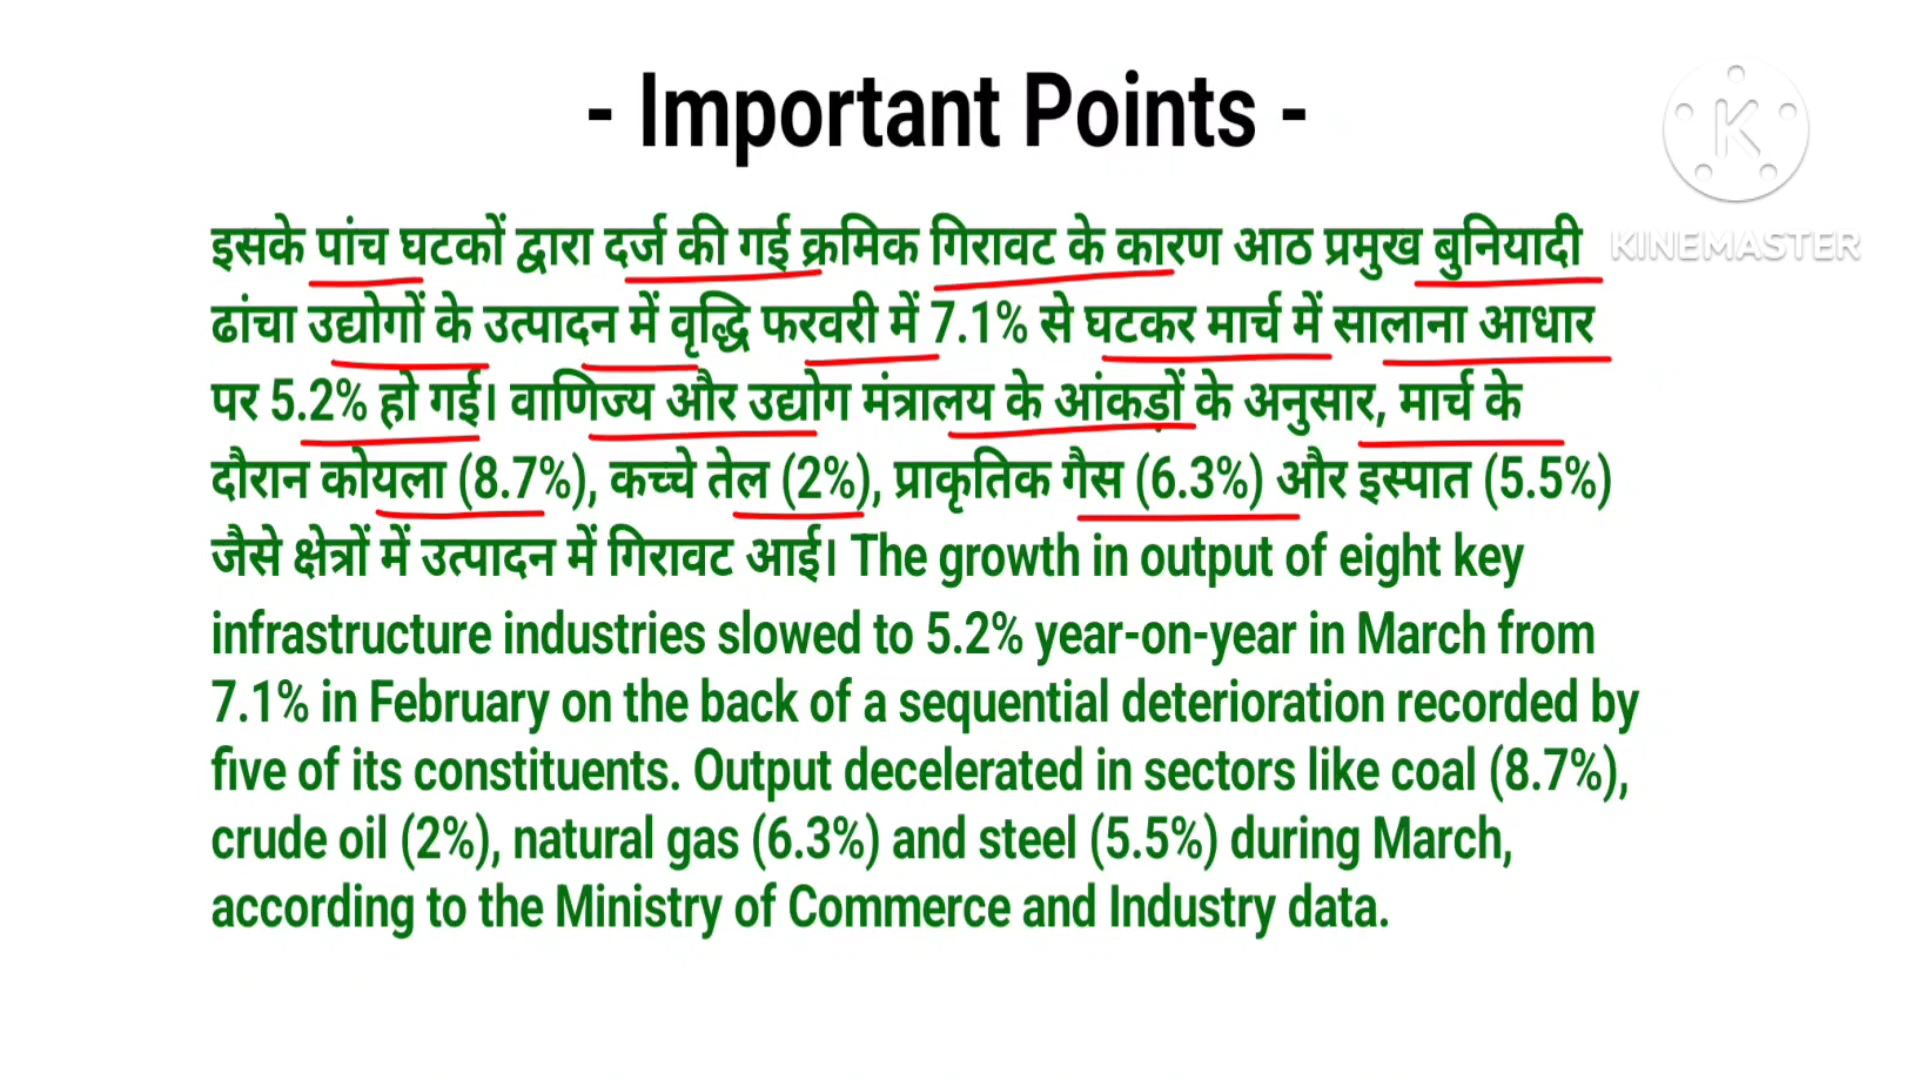 - Important Points -
KINEMASTER
इसके पांच घटकों द्वारा दर्ज की गई क्रमिक गिरावट के कारण आठ प्रमुख बुनियादी
ढांचा उद्योगों के उत्पादन में वृद्धि फरवरी में 7.1% से घटकर मार्च में सालाना आधार
पर 5.2% हो गई। वाणिज्य और उद्योग मंत्रालय के आंकड़ों के अनुसार, मार्च के
दौरान कोयला (8.7%), कच्चे तेल (2%), प्राकृतिक गैस (6.3%) और इस्पात (5.5%)
जैसे क्षेत्रों में उत्पादन में गिरावट आई। The growth in output of eight key
infrastructure industries slowed to 5.2% year-on-year in March from
7.1% in February on the back of a sequential deterioration recorded by
five of its constituents. Output decelerated in sectors like coal (8.7%),
crude oil (2%), natural gas (6.3%) and steel (5.5%) during March,
according to the Ministry of Commerce and Industry data.